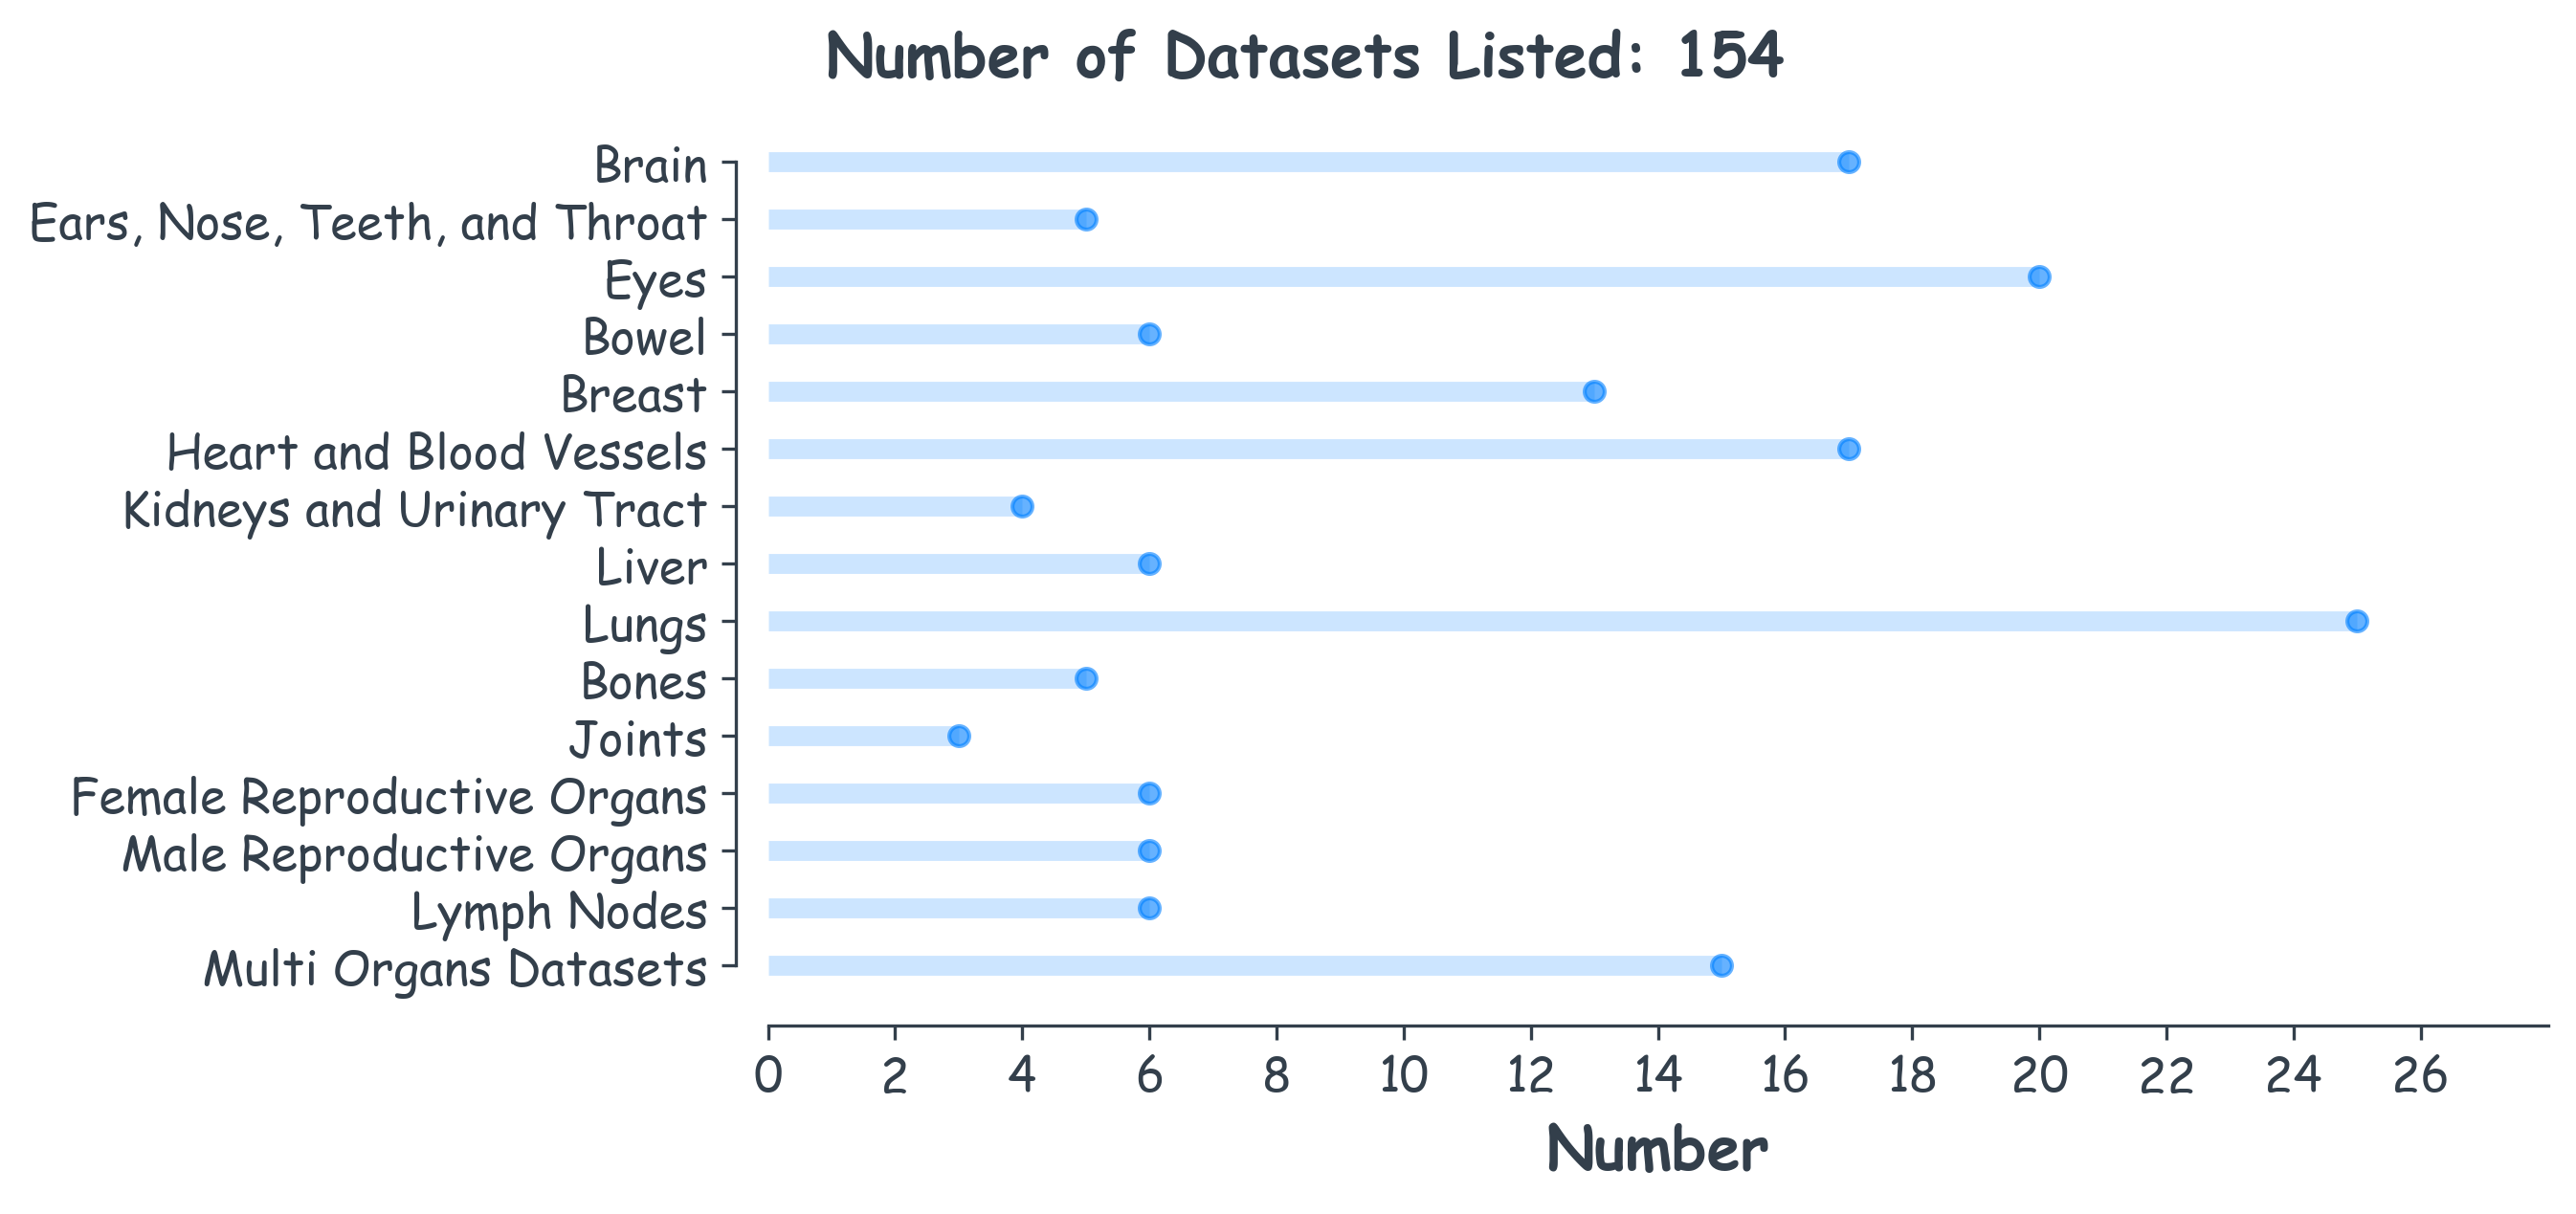 Number of Datasets Listed: 154
Brain
Ears, Nose, Teeth, and Throat
Eyes
Bowel
Breast
Heart and Blood Vessels
Kidneys and Urinary Tract
Liver
Lungs
Bones
Joints
Female Reproductive Organs
Male Reproductive Organs
Lymph Nodes
Multi Organs Datasets
0 2 4 6 8 10 12 14 16 18 20 22 24 26
Number